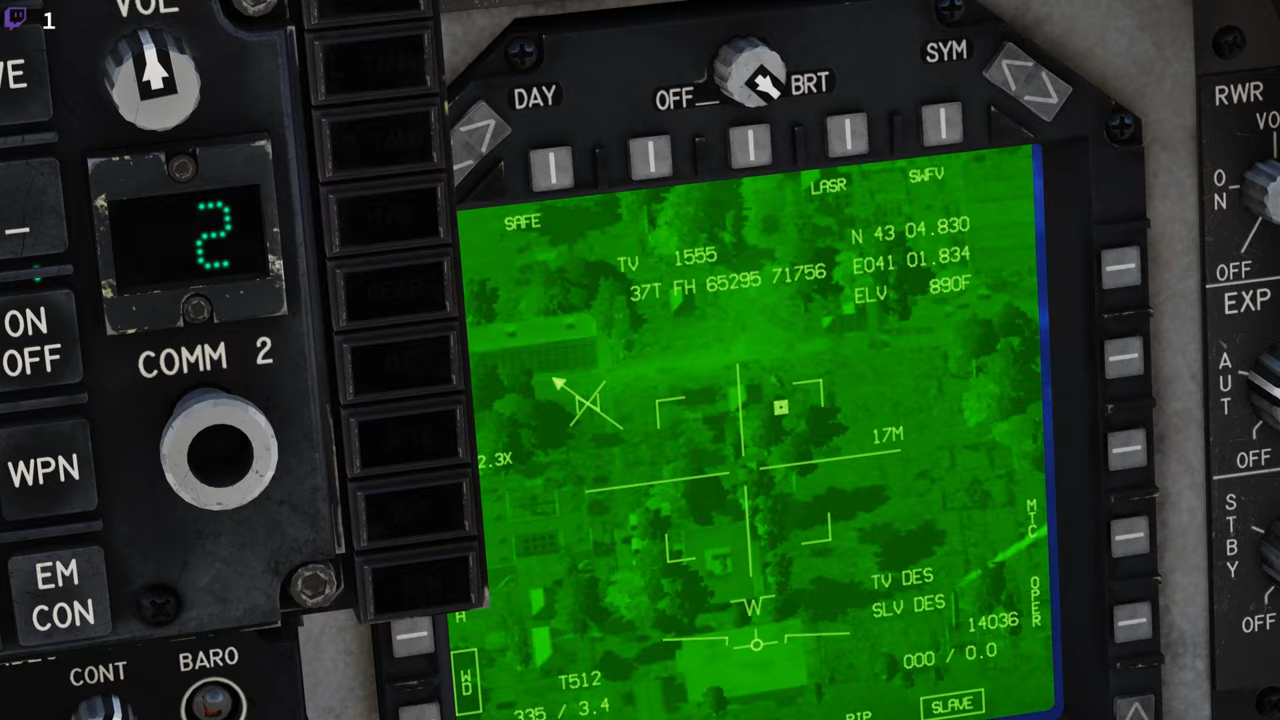 1
VOL
VE
2
ON
OFF
COMM 2
WPN
EM
CON
CONT
BARO
DAY
OFF
BRT
SYM
SAFE
LASR
SWFV
TV 1555
37T FH 65295 71756
N 43 04.830
E041 01.834
ELV 890F
2.3X
17M
MTC
OPER
TV DES
SLV DES
W
14036
000 / 0.0
H
WD
T512
335 / 3.4
SLAVE
RWR
VO
ON
OFF
EXP
AUT
OFF
STBY
OFF